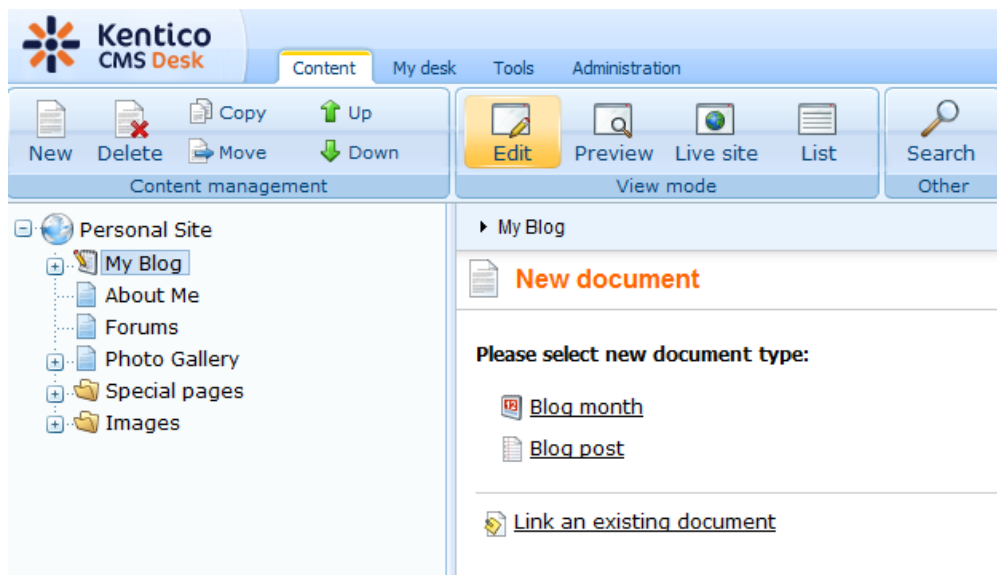 Kentico
CMS Desk
Content My desk Tools Administration
New Delete Copy Move Up Down
Content management
Edit Preview Live site List
View mode
Search
Other
Personal Site
My Blog
About Me
Forums
Photo Gallery
Special pages
Images
My Blog
New document
Please select new document type:
12
Blog month
Blog post
Link an existing document